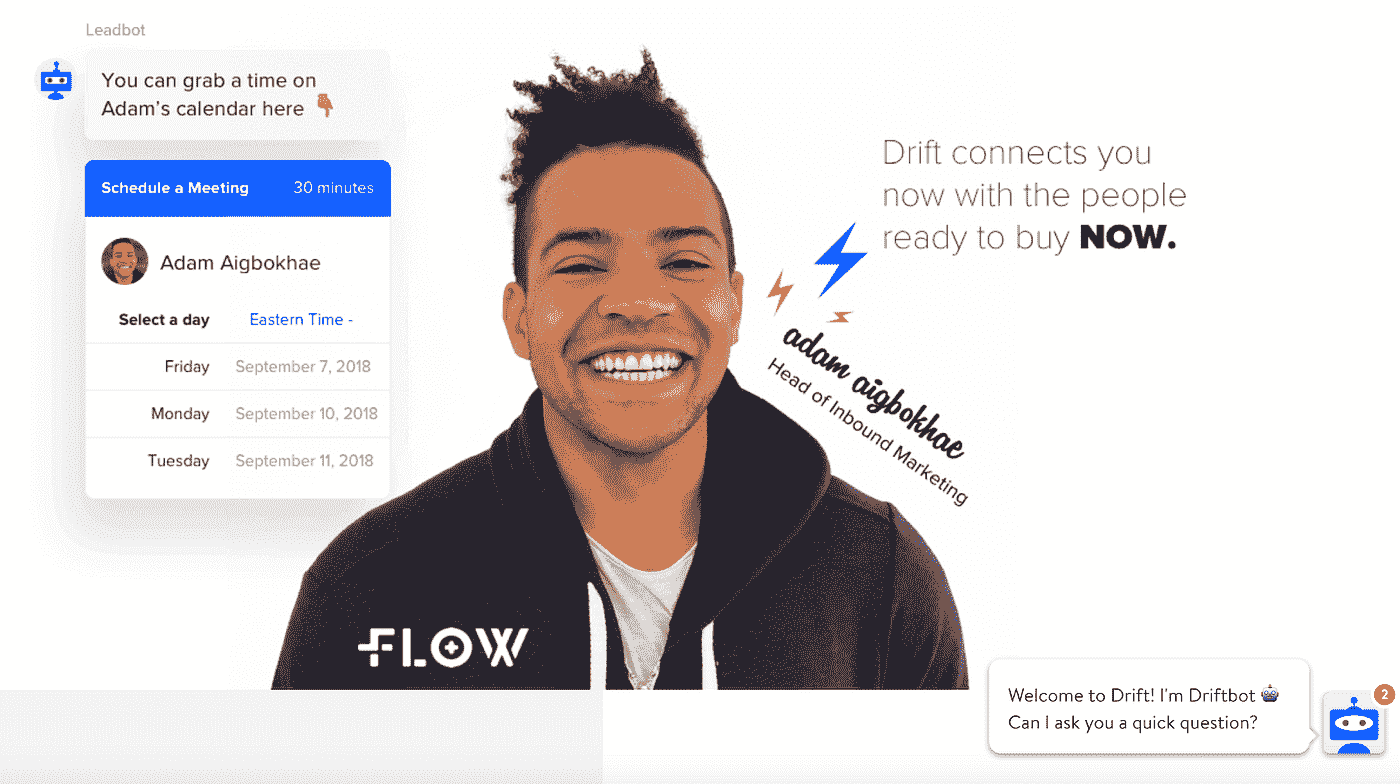 Leadbot
You can grab a time on
Adam's calendar here 👇🏽
Schedule a Meeting 30 minutes
Adam Aigbokhae
Select a day Eastern Time -
Friday September 7, 2018
Monday September 10, 2018
Tuesday September 11, 2018
Drift connects you
now with the people
ready to buy NOW.
adam aigbokhae
Head of Inbound Marketing
FLOW
Welcome to Drift! I'm Driftbot 🤖
Can I ask you a quick question?
2